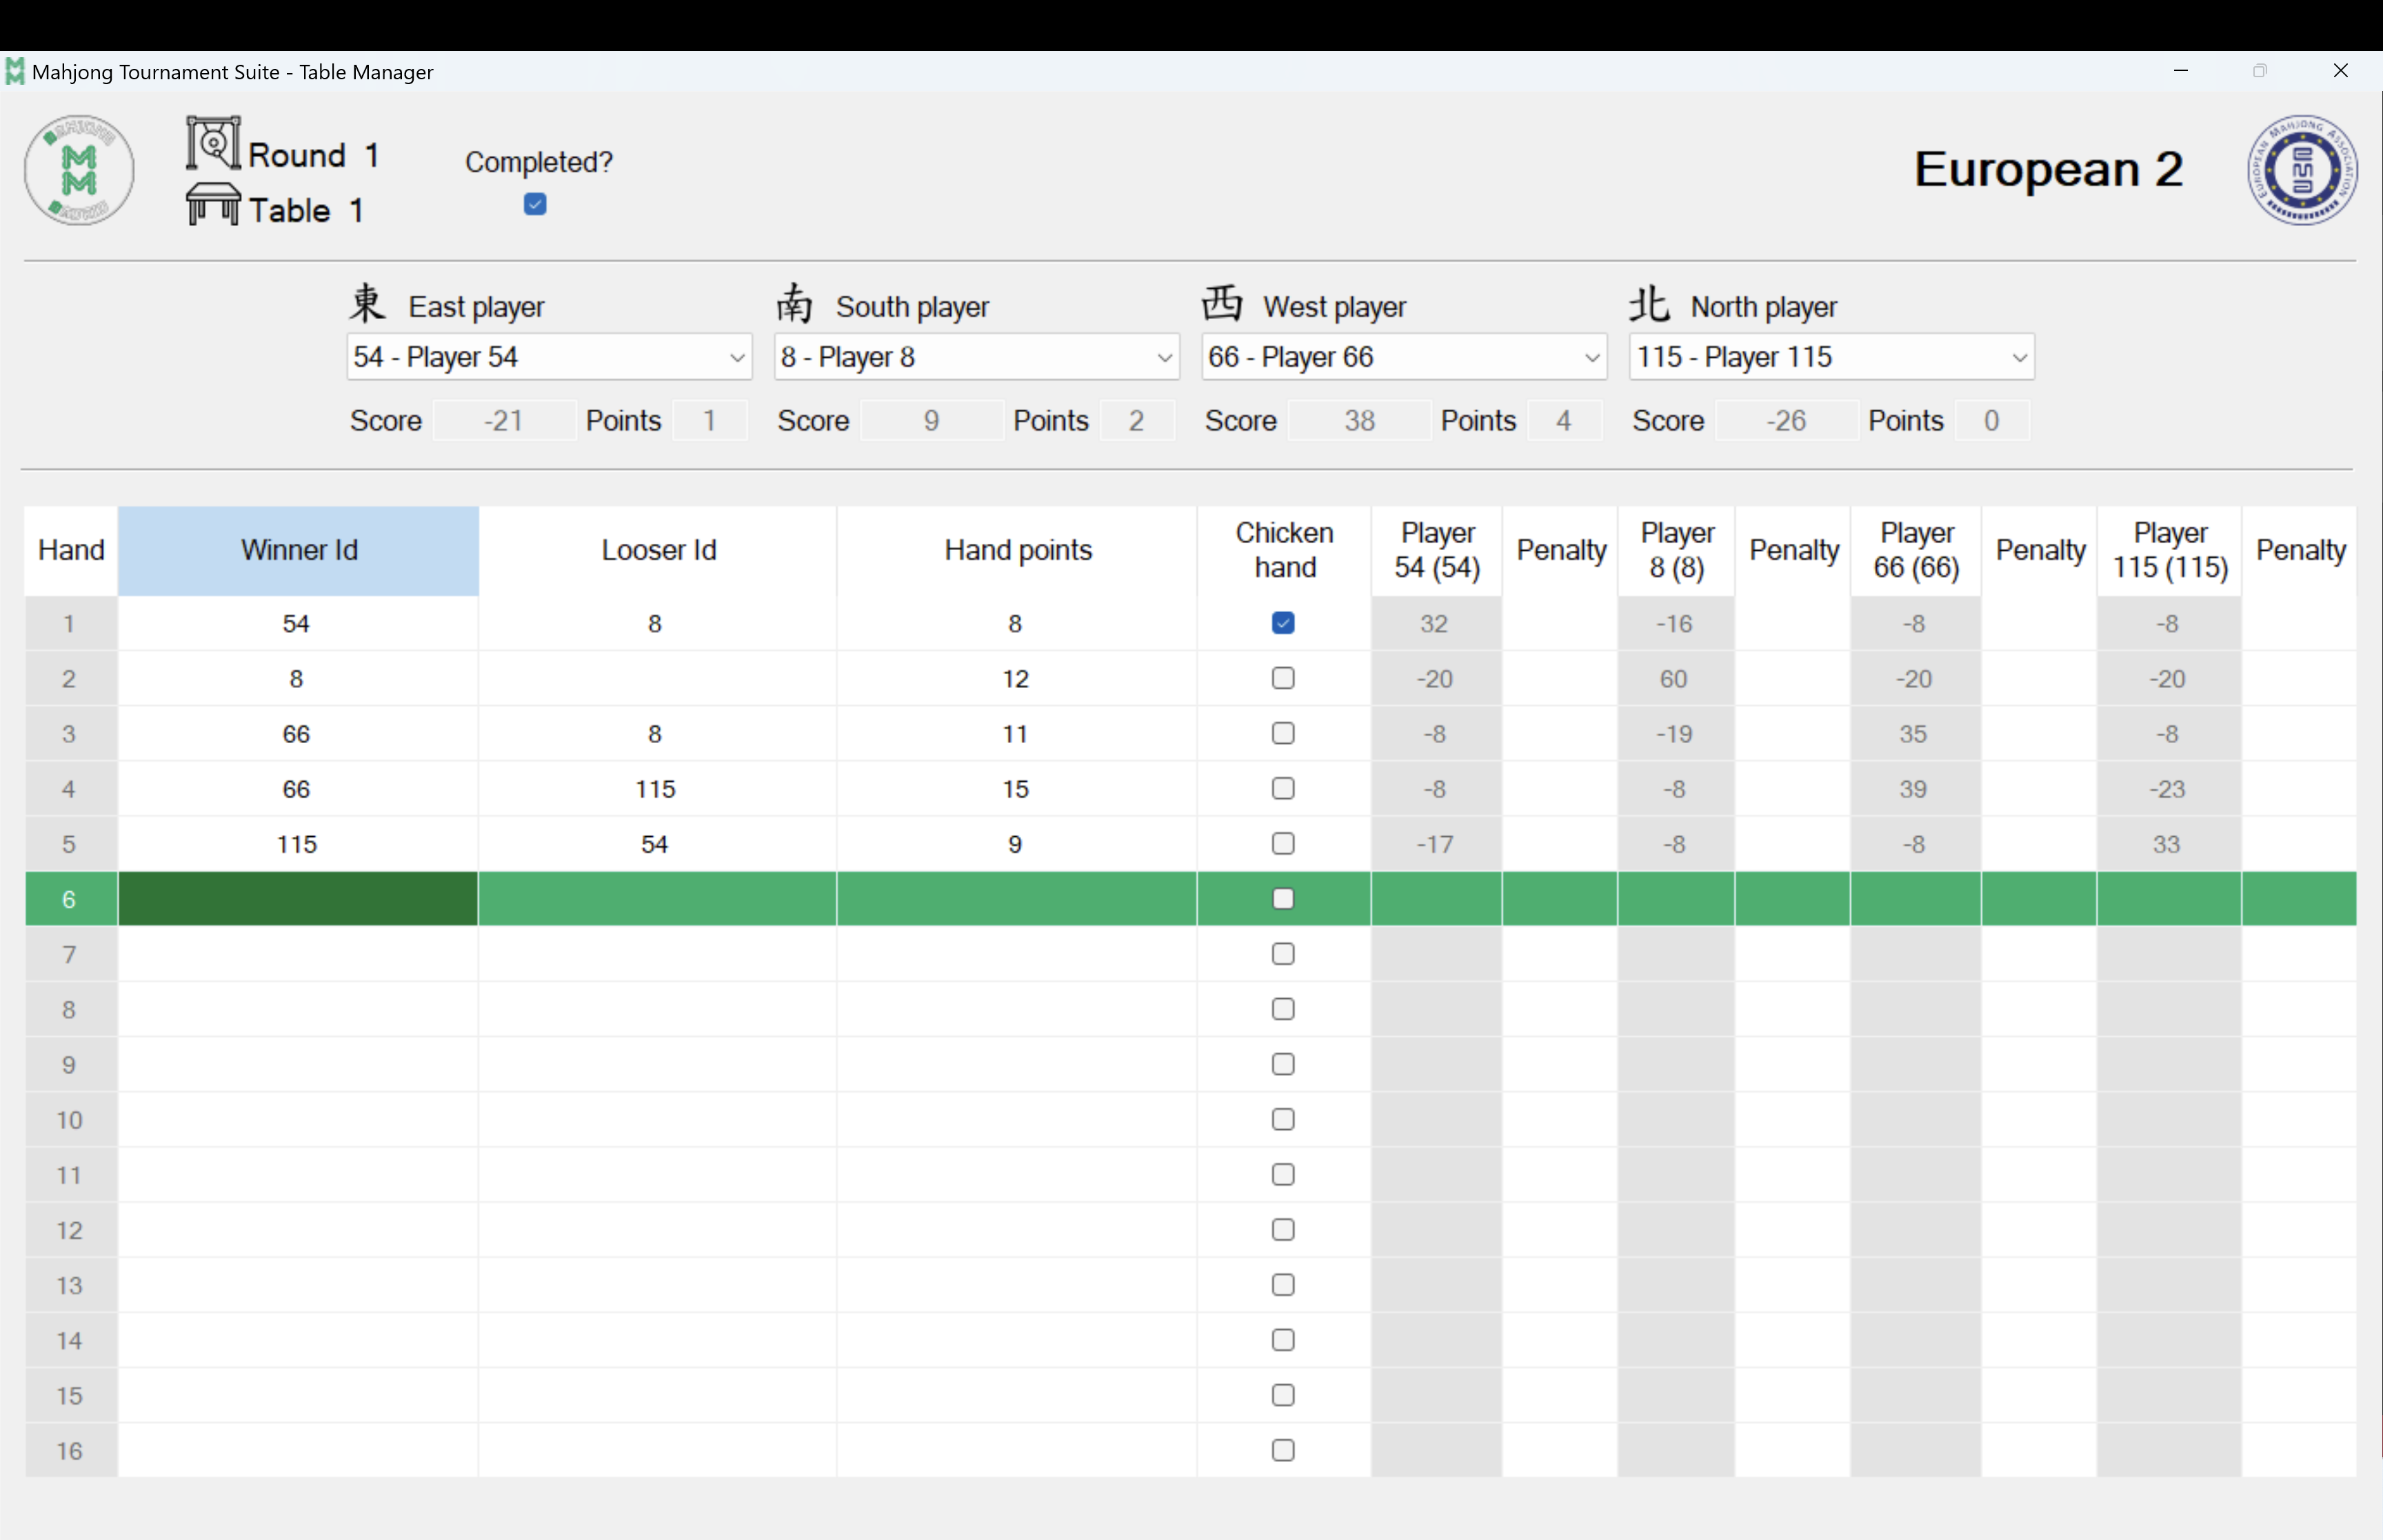 Mahjong Tournament Suite - Table Manager
Round 1
Table 1
Completed?
European 2
EUROPEAN MAHJONG ASSOCIATION
東 East player 南 South player 西 West player 北 North player
54 - Player 54 8 - Player 8 66 - Player 66 115 - Player 115
Score -21 Points 1 Score 9 Points 2 Score 38 Points 4 Score -26 Points 0
Hand Winner Id Looser Id Hand points Chicken hand Player 54 (54) Penalty Player 8 (8) Penalty Player 66 (66) Penalty Player 115 (115) Penalty
1 54 8 8 32 -16 -8 -8
2 8 12 -20 60 -20 -20
3 66 8 11 -8 -19 35 -8
4 66 115 15 -8 -8 39 -23
5 115 54 9 -17 -8 -8 33
6
7
8
9
10
11
12
13
14
15
16